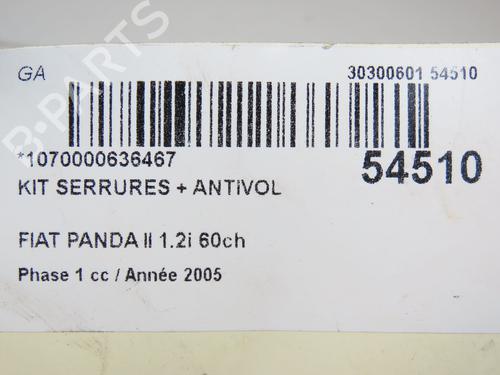 GA
30300601 54510
*1070000636467
54510
KIT SERRURES + ANTIVOL
FIAT PANDA II 1.2i 60ch
Phase 1 cc / Année 2005
B-PARTS